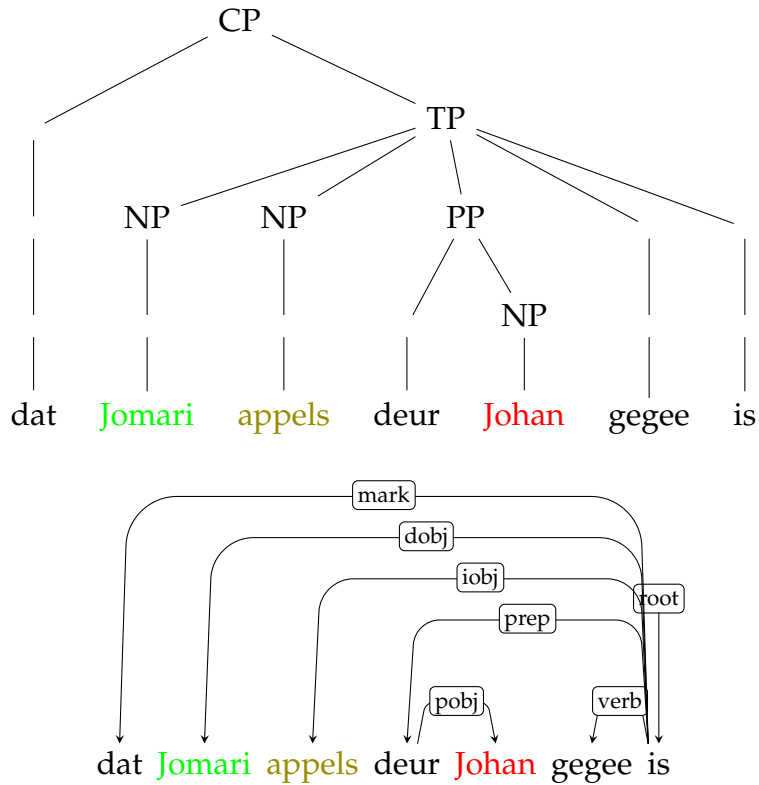 CP
TP
NP NP PP
NP
dat Jomari appels deur Johan gegee is
mark
dobj
iobj
root
prep
pobj verb
dat Jomari appels deur Johan gegee is